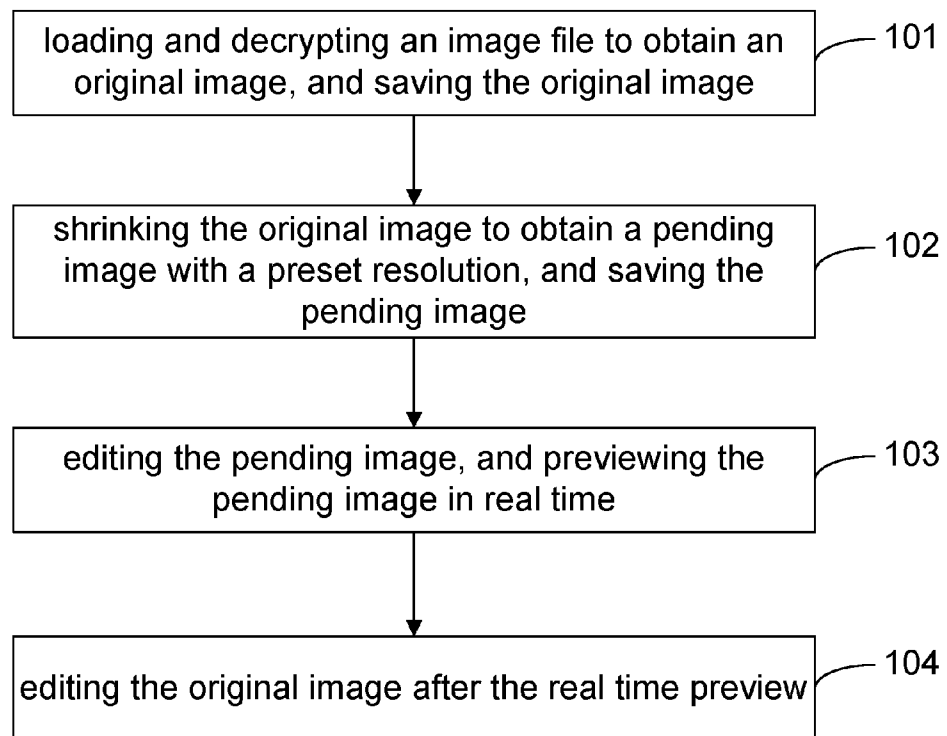 loading and decrypting an image file to obtain an
original image, and saving the original image
101
shrinking the original image to obtain a pending
image with a preset resolution, and saving the
pending image
102
editing the pending image, and previewing the
pending image in real time
103
editing the original image after the real time preview
104